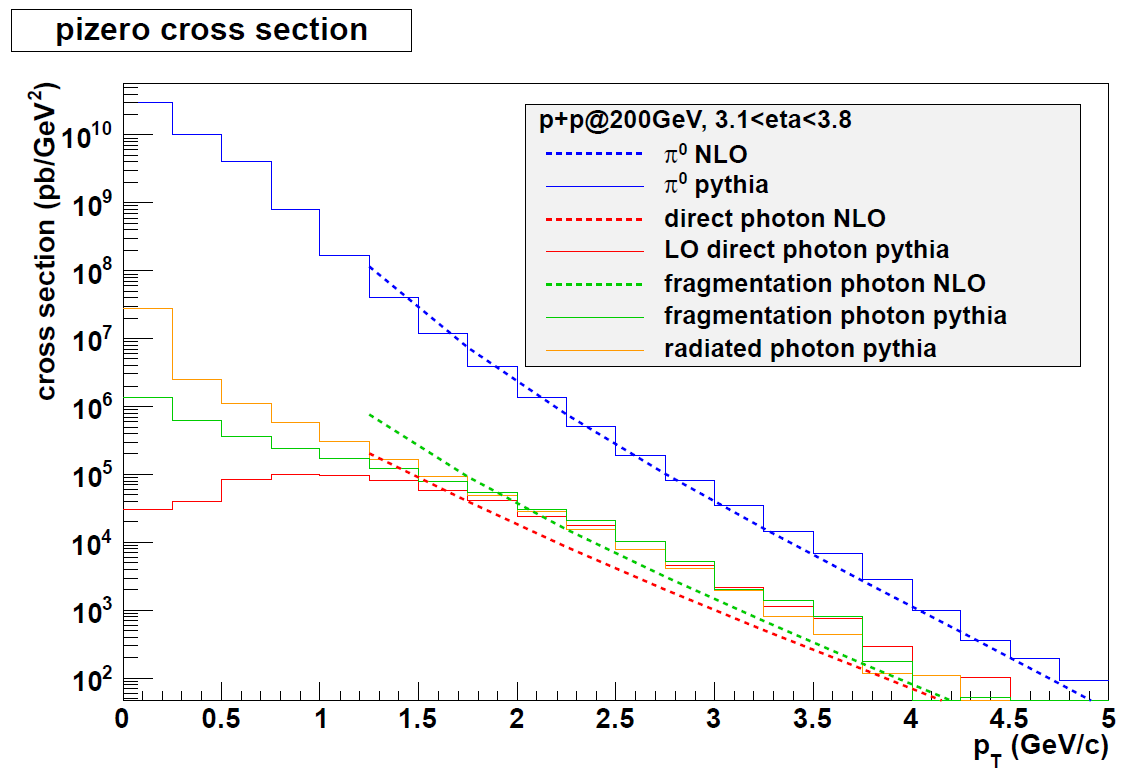 pizero cross section
cross section (pb/GeV²)
10¹⁰
10⁹
10⁸
10⁷
10⁶
10⁵
10⁴
10³
10²
p+p@200GeV, 3.1<eta<3.8
π⁰ NLO
π⁰ pythia
direct photon NLO
LO direct photon pythia
fragmentation photon NLO
fragmentation photon pythia
radiated photon pythia
0 0.5 1 1.5 2 2.5 3 3.5 4 4.5 5
p_T (GeV/c)